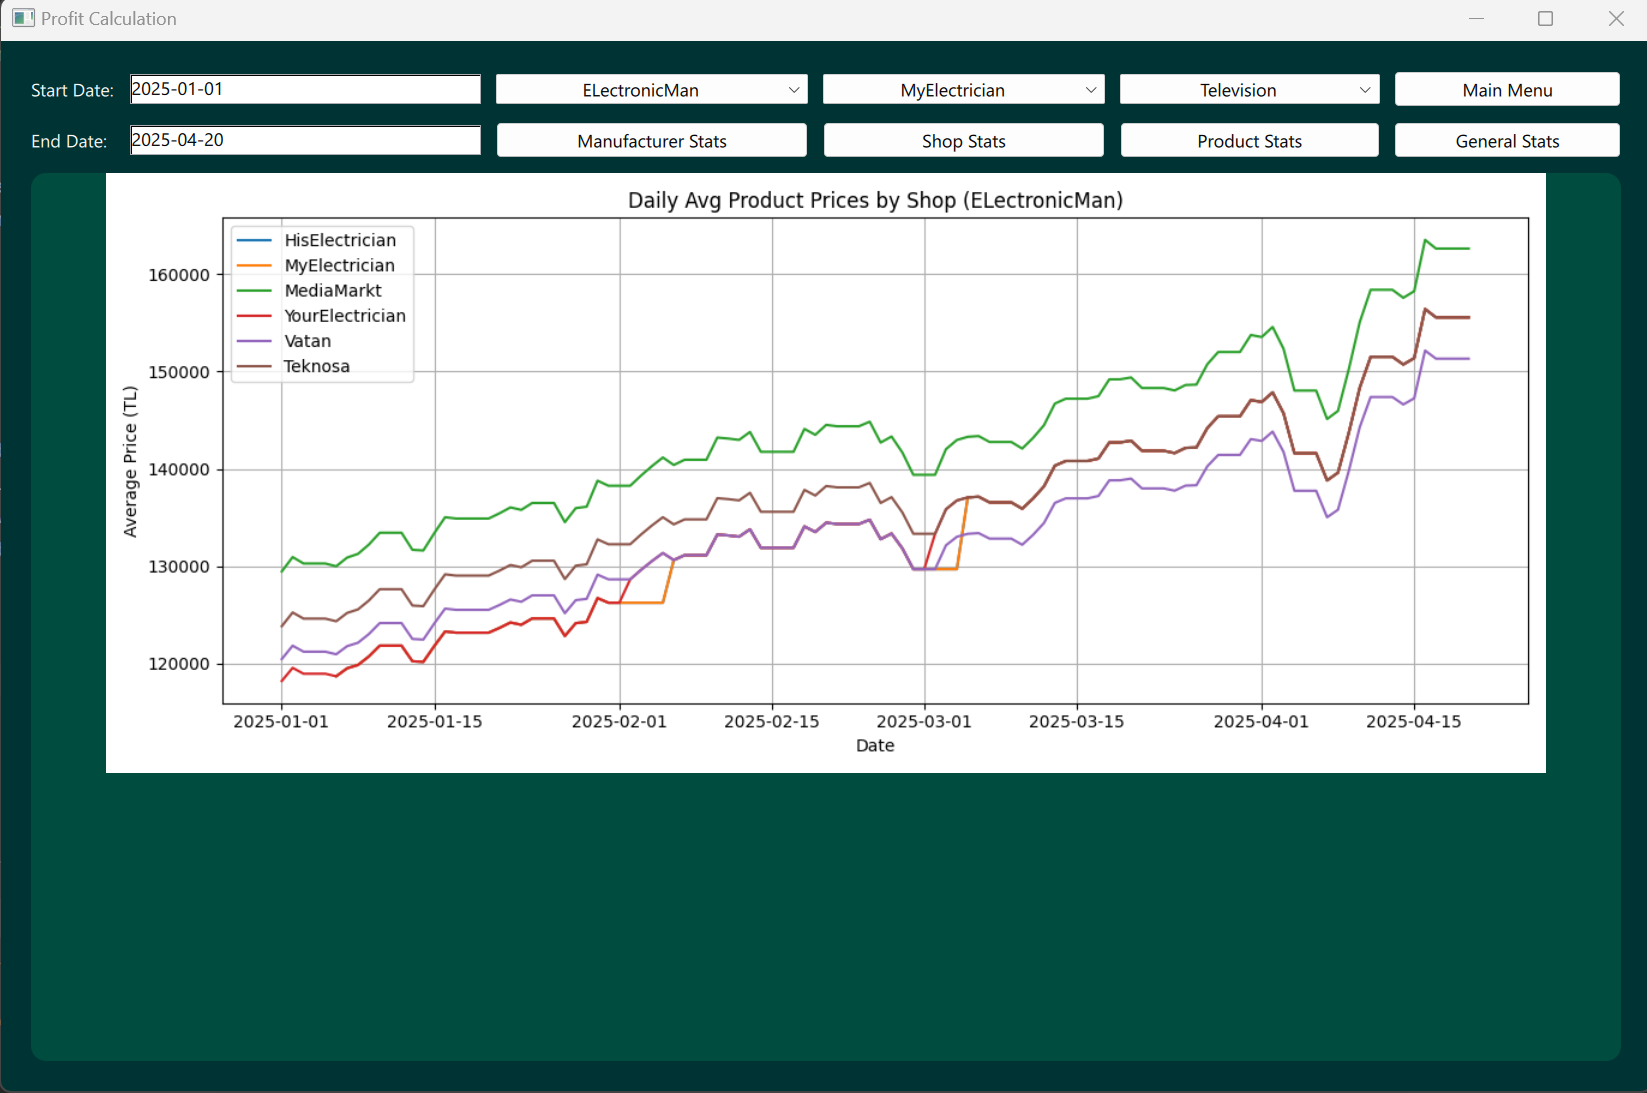 Profit Calculation
Start Date: 2025-01-01 ELectronicMan MyElectrician Television Main Menu
End Date: 2025-04-20 Manufacturer Stats Shop Stats Product Stats General Stats
Daily Avg Product Prices by Shop (ELectronicMan)
HisElectrician
MyElectrician
MediaMarkt
YourElectrician
Vatan
Teknosa
Average Price (TL)
160000
150000
140000
130000
120000
2025-01-01 2025-01-15 2025-02-01 2025-02-15 2025-03-01 2025-03-15 2025-04-01 2025-04-15
Date